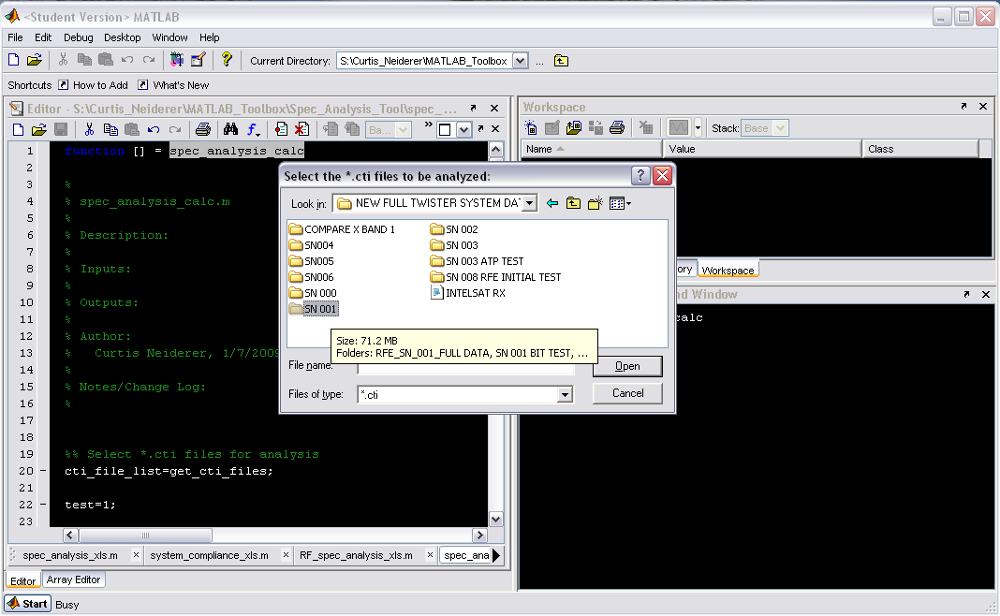 <Student Version> MATLAB
File Edit Debug Desktop Window Help
Current Directory: S:\Curtis_Neiderer\MATLAB_Toolbox ...
Shortcuts How to Add What's New
Editor - S:\Curtis_Neiderer\MATLAB_Toolbox\Spec_Analysis_Tool\spec_ ...
Ba...
1 function [] = spec_analysis_calc
2
3 %
4 % spec_analysis_calc.m
5 %
6 % Description:
7 %
8 % Inputs:
9 %
10 % Outputs:
11 %
12 % Author:
13 % Curtis Neiderer, 1/7/2009
14 %
15 % Notes/Change Log:
16 %
17
18
19 %% Select *.cti files for analysis
20 - cti_file_list=get_cti_files;
21
22 - test=1;
23
spec_analysis_xls.m × system_compliance_xls.m × RF_spec_analysis_xls.m × spec_ana
Editor Array Editor
Start Busy
Workspace
Stack: Base
Name Value Class
ory Workspace
nd Window
calc
Select the *.cti files to be analyzed:
Look in: NEW FULL TWISTER SYSTEM DA
COMPARE X BAND 1
SN004
SN005
SN006
SN 000
SN 001
SN 002
SN 003
SN 003 ATP TEST
SN 008 RFE INITIAL TEST
INTELSAT RX
Size: 71.2 MB
Folders: RFE_SN_001_FULL DATA, SN 001 BIT TEST, ...
File name: Open
Files of type: *.cti Cancel